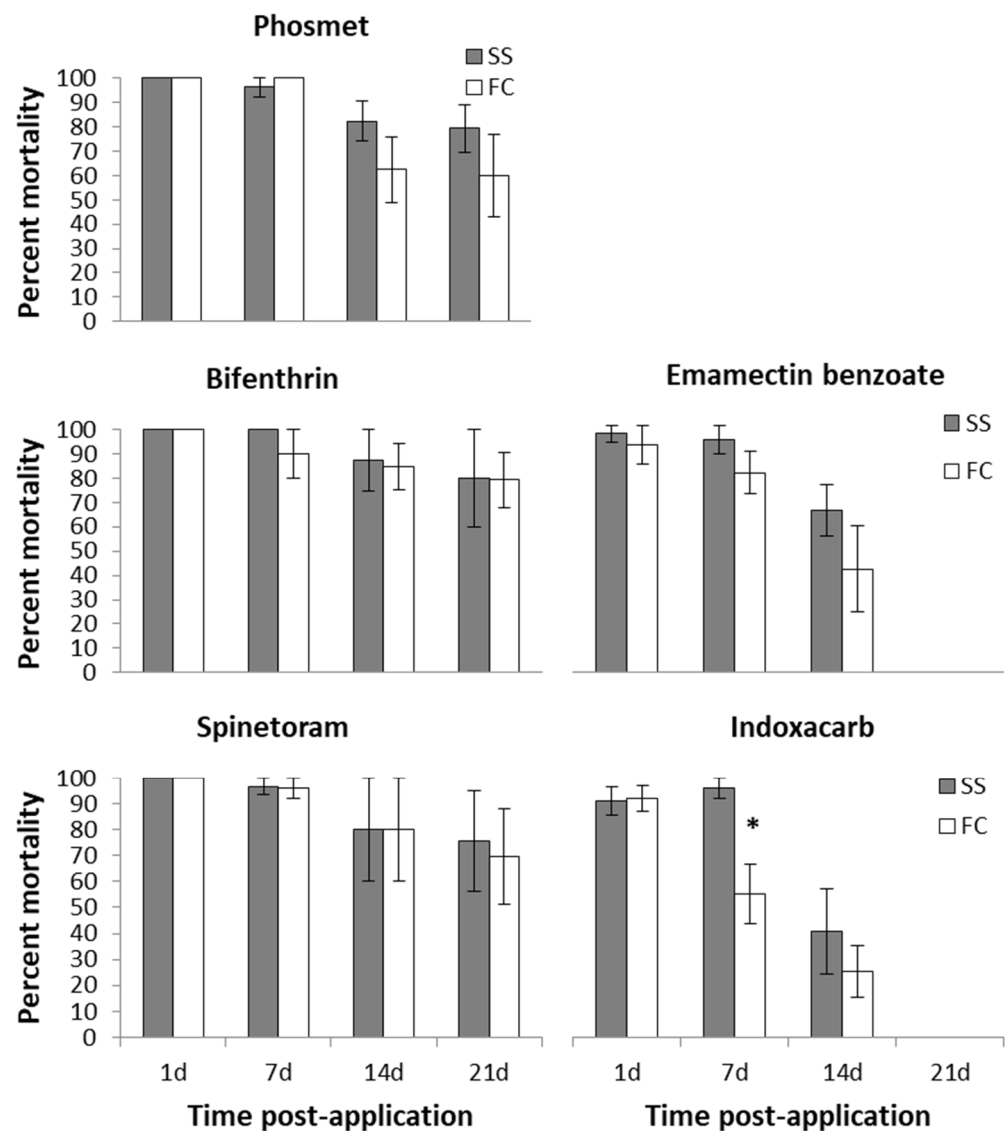 Phosmet
SS
FC
Percent mortality
100
90
80
70
60
50
40
30
20
10
0
Bifenthrin
Percent mortality
100
90
80
70
60
50
40
30
20
10
0
Emamectin benzoate
SS
FC
Spinetoram
Percent mortality
100
90
80
70
60
50
40
30
20
10
0
1d 7d 14d 21d
Time post-application
Indoxacarb
SS
FC
*
1d 7d 14d 21d
Time post-application